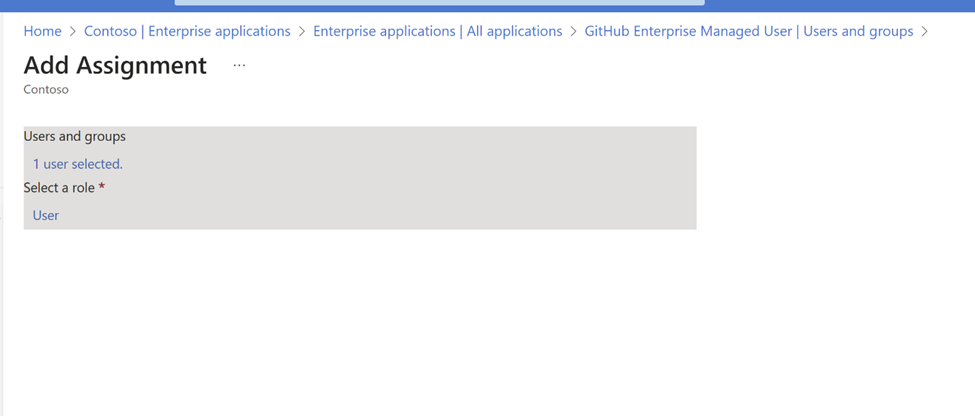 Home > Contoso | Enterprise applications > Enterprise applications | All applications > GitHub Enterprise Managed User | Users and groups >
Add Assignment ...
Contoso
Users and groups
1 user selected.
Select a role *
User